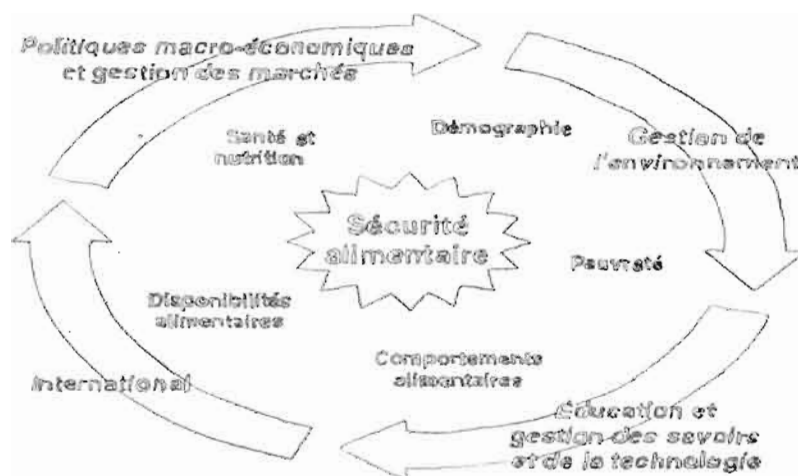 Politiques macro-économiques
et gestion des marchés
Santé et
nutrition
Démographie
Gestion de
l'environnement
Sécurité
alimentaire
Pauvreté
Disponibilités
alimentaires
Comportements
alimentaires
International
Éducation et
gestion des savoirs
et de la technologie